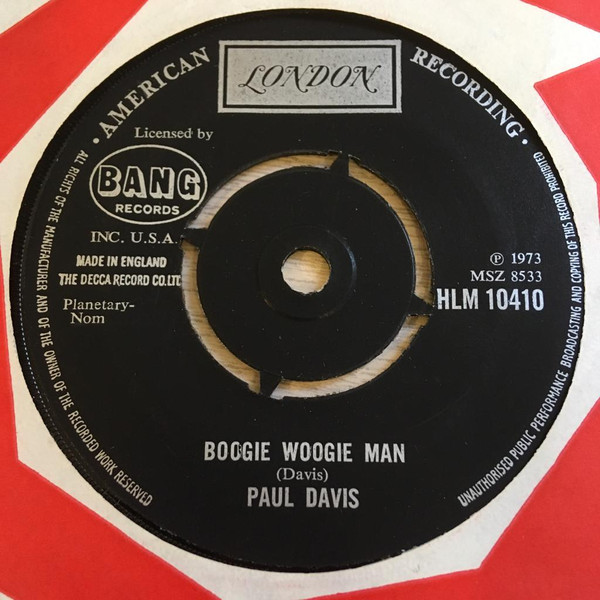 · AMERICAN RECORDING ·
LONDON
Licensed by
BANG
RECORDS
INC. U.S.A.
MADE IN ENGLAND
THE DECCA RECORD CO.LTD
Planetary-
Nom
℗ 1973
MSZ 8533
HLM 10410
BOOGIE WOOGIE MAN
(Davis)
PAUL DAVIS
ALL RIGHTS OF THE MANUFACTURER AND OF THE OWNER OF THE RECORDED WORK RESERVED
UNAUTHORISED PUBLIC PERFORMANCE BROADCASTING AND COPYING OF THIS RECORD PROHIBITED